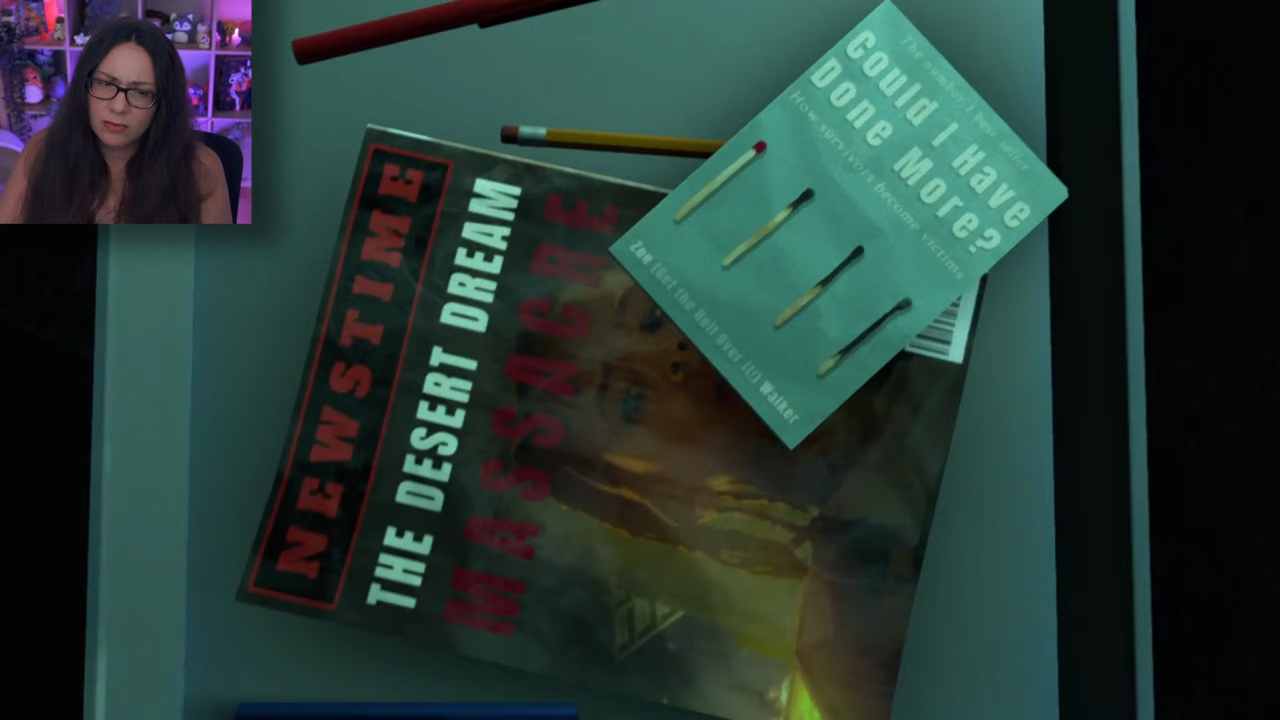 NEWSTIME
THE DESERT DREAM
MASSACRE
The number 1 best seller
Could I Have
Done More?
How survivors become victims
Zoe (Get the Hell Over It!) Walker